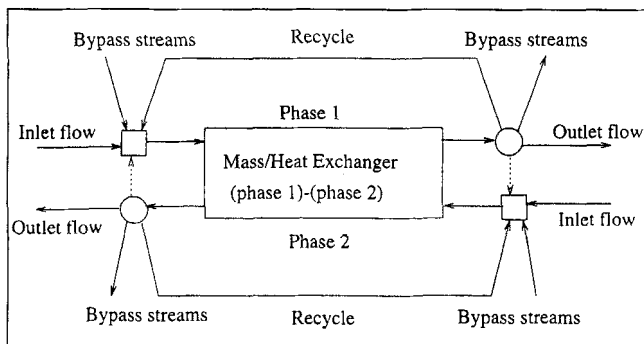 Bypass streams
Recycle
Bypass streams
Phase 1
Inlet flow
Outlet flow
Mass/Heat Exchanger
(phase 1)-(phase 2)
Outlet flow
Inlet flow
Phase 2
Bypass streams
Recycle
Bypass streams